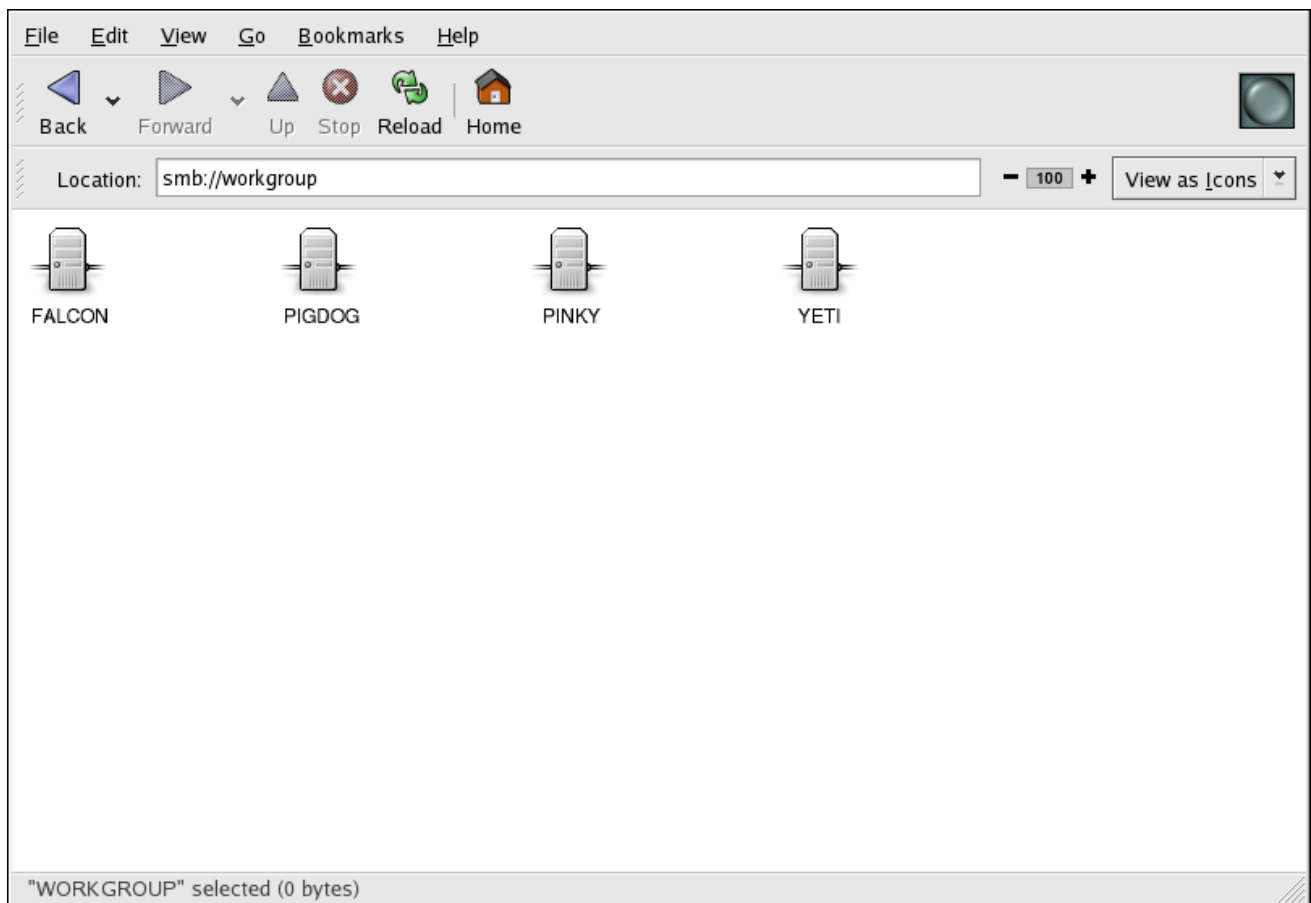 File Edit View Go Bookmarks Help
Back Forward Up Stop Reload Home
Location: smb://workgroup 100 View as Icons
FALCON PIGDOG PINKY YETI
"WORKGROUP" selected (0 bytes)